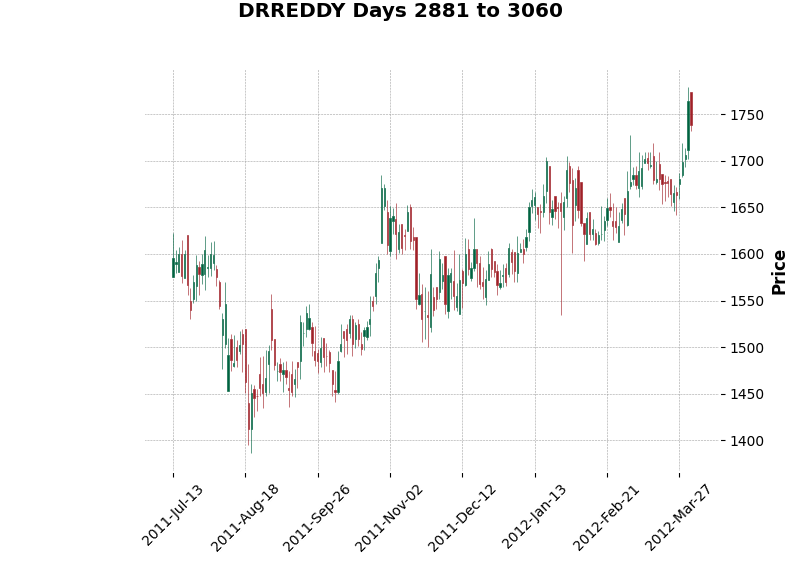 DRREDDY Days 2881 to 3060
1750
1700
1650
1600
1550
1500
1450
1400
Price
2011-Jul-13
2011-Aug-18
2011-Sep-26
2011-Nov-02
2011-Dec-12
2012-Jan-13
2012-Feb-21
2012-Mar-27